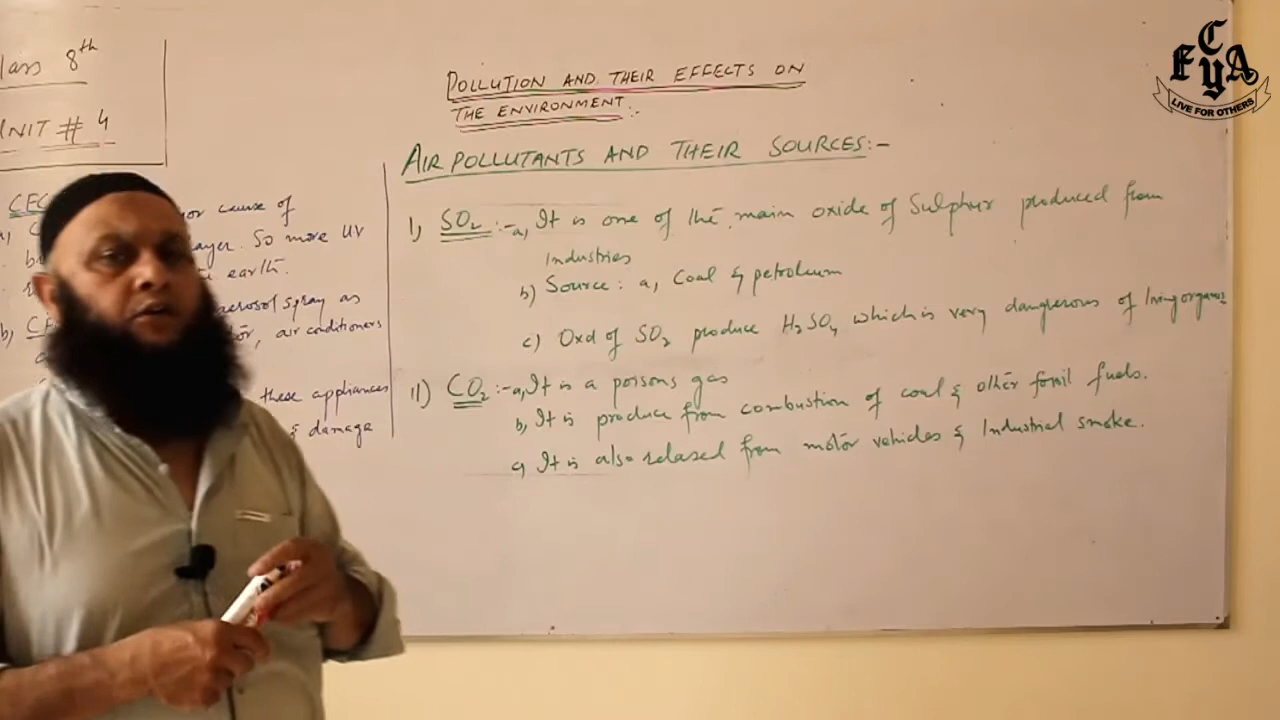 lass 8th
UNIT # 4
POLLUTION AND THEIR EFFECTS ON
THE ENVIRONMENT:.
AIR POLLUTANTS AND THEIR SOURCES:-
CFC
a) C or cause of
b ayer. So more UV
earth.
b) CF aerosol spray as
air conditioners
these appliances
& damage
I) SO2 :- a, It is one of the main oxide of Sulphur produced from
Industries
b) Source : a, Coal & petroleum
c) Oxd of SO2 produce H2SO4 which is very dangerous of living organs
II) CO2 :- a, It is a poisons gas
b, It is produce from combustion of coal & other fossil fuels.
c, It is also relased from motor vehicles & Industrial smoke.
ECYA
LIVE FOR OTHERS